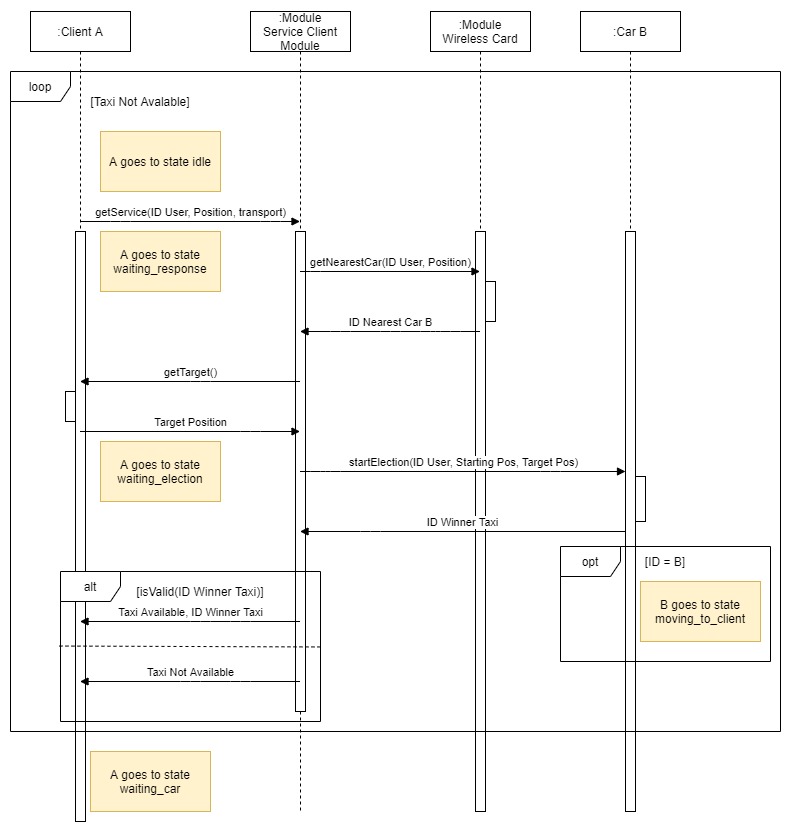 :Client A
:Module
Service Client
Module
:Module
Wireless Card
:Car B
loop
[Taxi Not Avalable]
A goes to state idle
getService(ID User, Position, transport)
A goes to state
waiting_response
getNearestCar(ID User, Position)
ID Nearest Car B
getTarget()
Target Position
A goes to state
waiting_election
startElection(ID User, Starting Pos, Target Pos)
ID Winner Taxi
opt
[ID = B]
B goes to state
moving_to_client
alt
[isValid(ID Winner Taxi)]
Taxi Available, ID Winner Taxi
Taxi Not Available
A goes to state
waiting_car